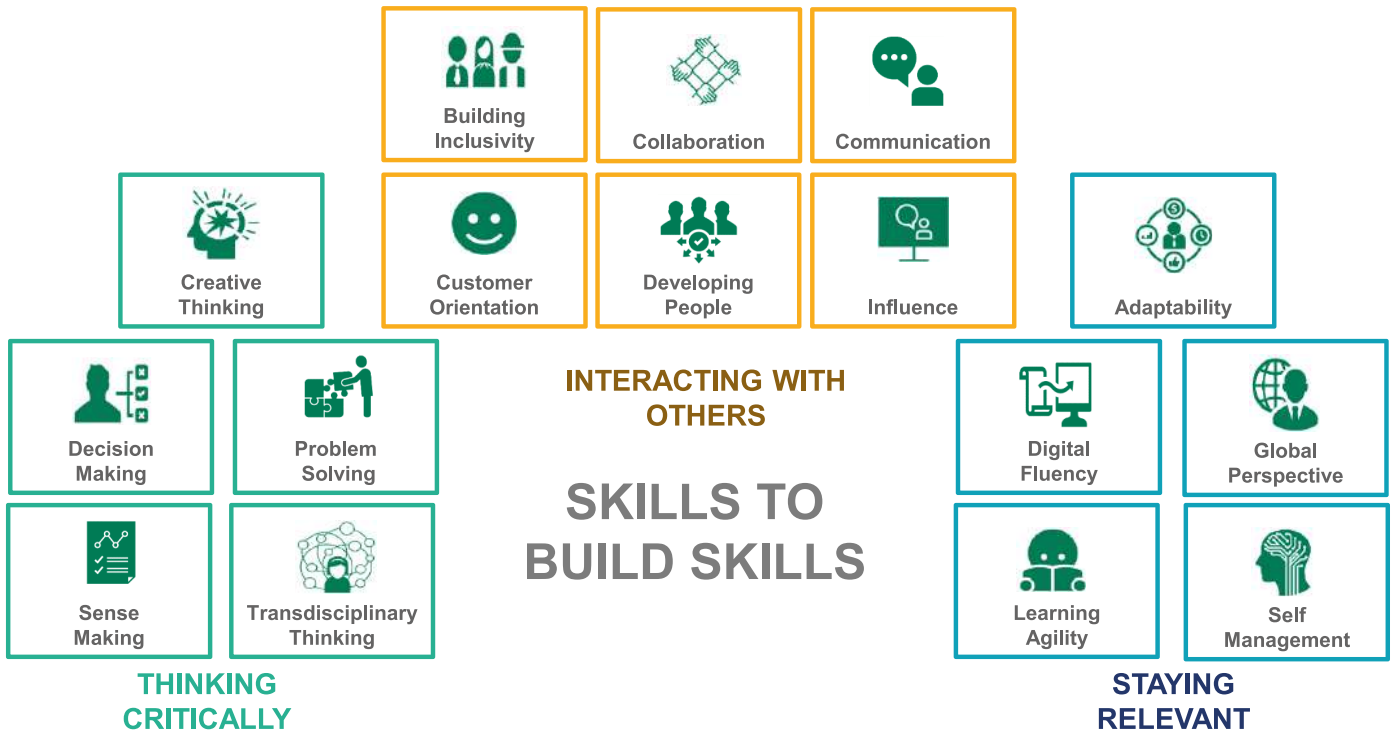 Building
Inclusivity
Collaboration
Communication
Creative
Thinking
Customer
Orientation
Developing
People
Influence
Adaptability
Decision
Making
Problem
Solving
INTERACTING WITH
OTHERS
Digital
Fluency
Global
Perspective
SKILLS TO
BUILD SKILLS
Sense
Making
Transdisciplinary
Thinking
Learning
Agility
Self
Management
THINKING
CRITICALLY
STAYING
RELEVANT